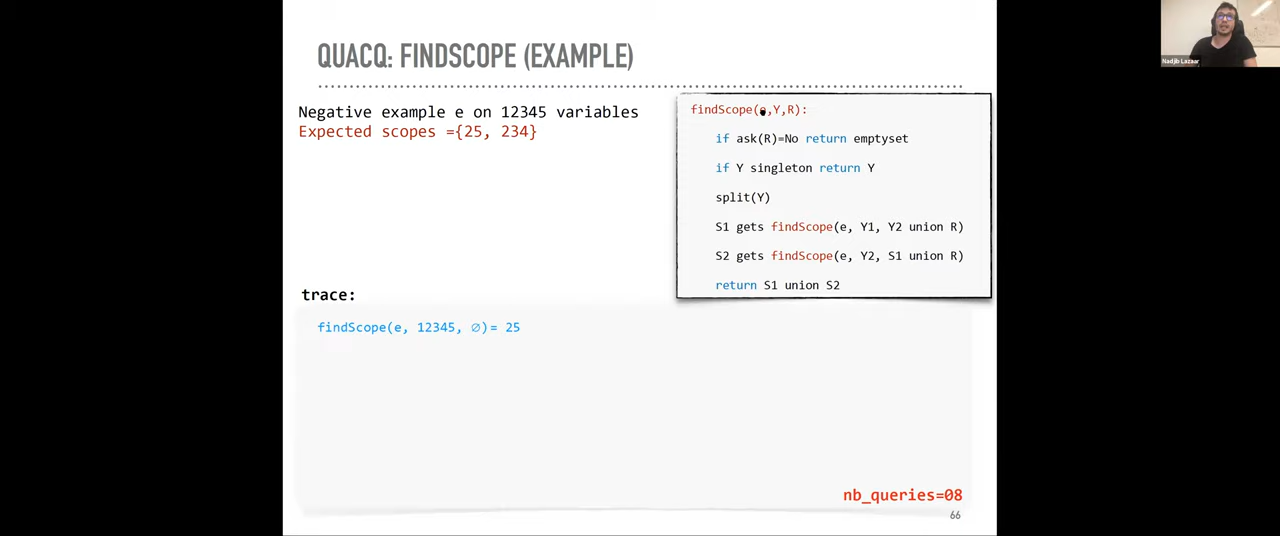 QUACQ: FINDSCOPE (EXAMPLE)
Negative example e on 12345 variables
Expected scopes ={25, 234}
findScope(e,Y,R):
if ask(R)=No return emptyset
if Y singleton return Y
split(Y)
S1 gets findScope(e, Y1, Y2 union R)
S2 gets findScope(e, Y2, S1 union R)
return S1 union S2
trace:
findScope(e, 12345, ∅)= 25
nb_queries=08
66
Nadjib Lazaar